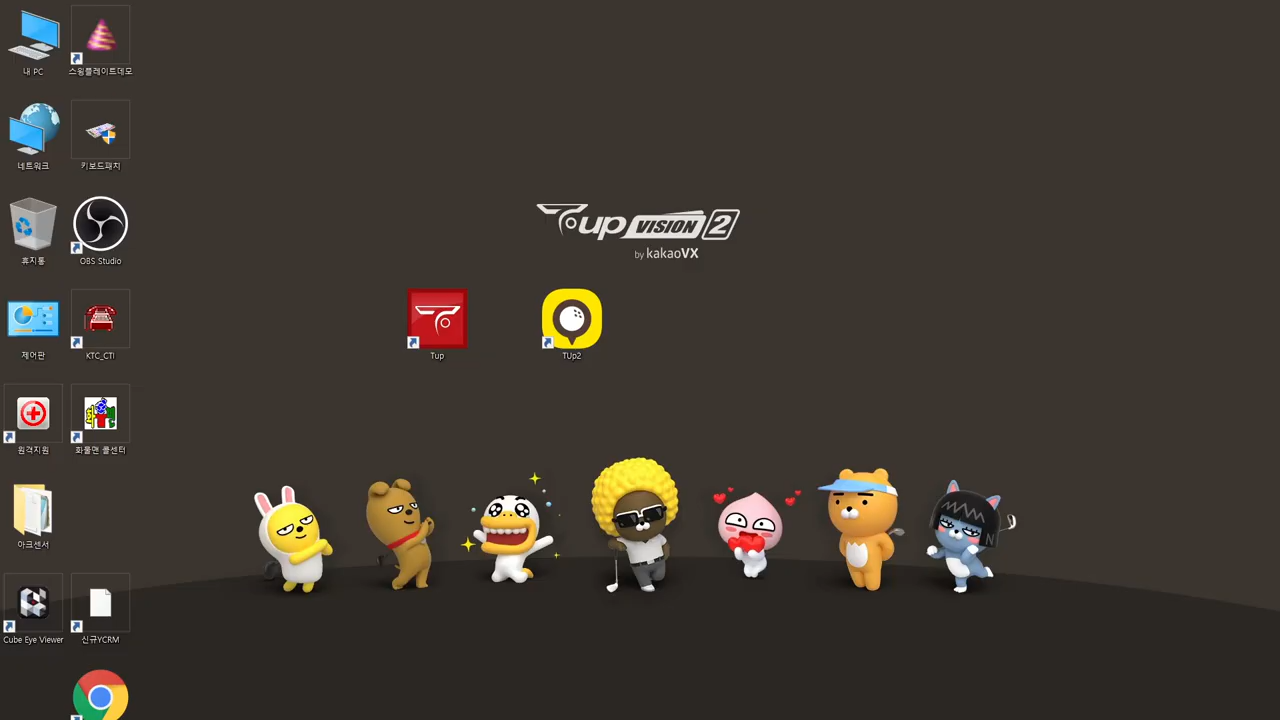 내 PC
스윙플레이트데모
네트워크
키보드패치
휴지통
OBS Studio
제어판
KTC_CTI
원격지원
화물맨 콜센터
아크센서
Cube Eye Viewer
신규YCRM
Tup VISION 2
by kakaoVX
Tup
TUp2